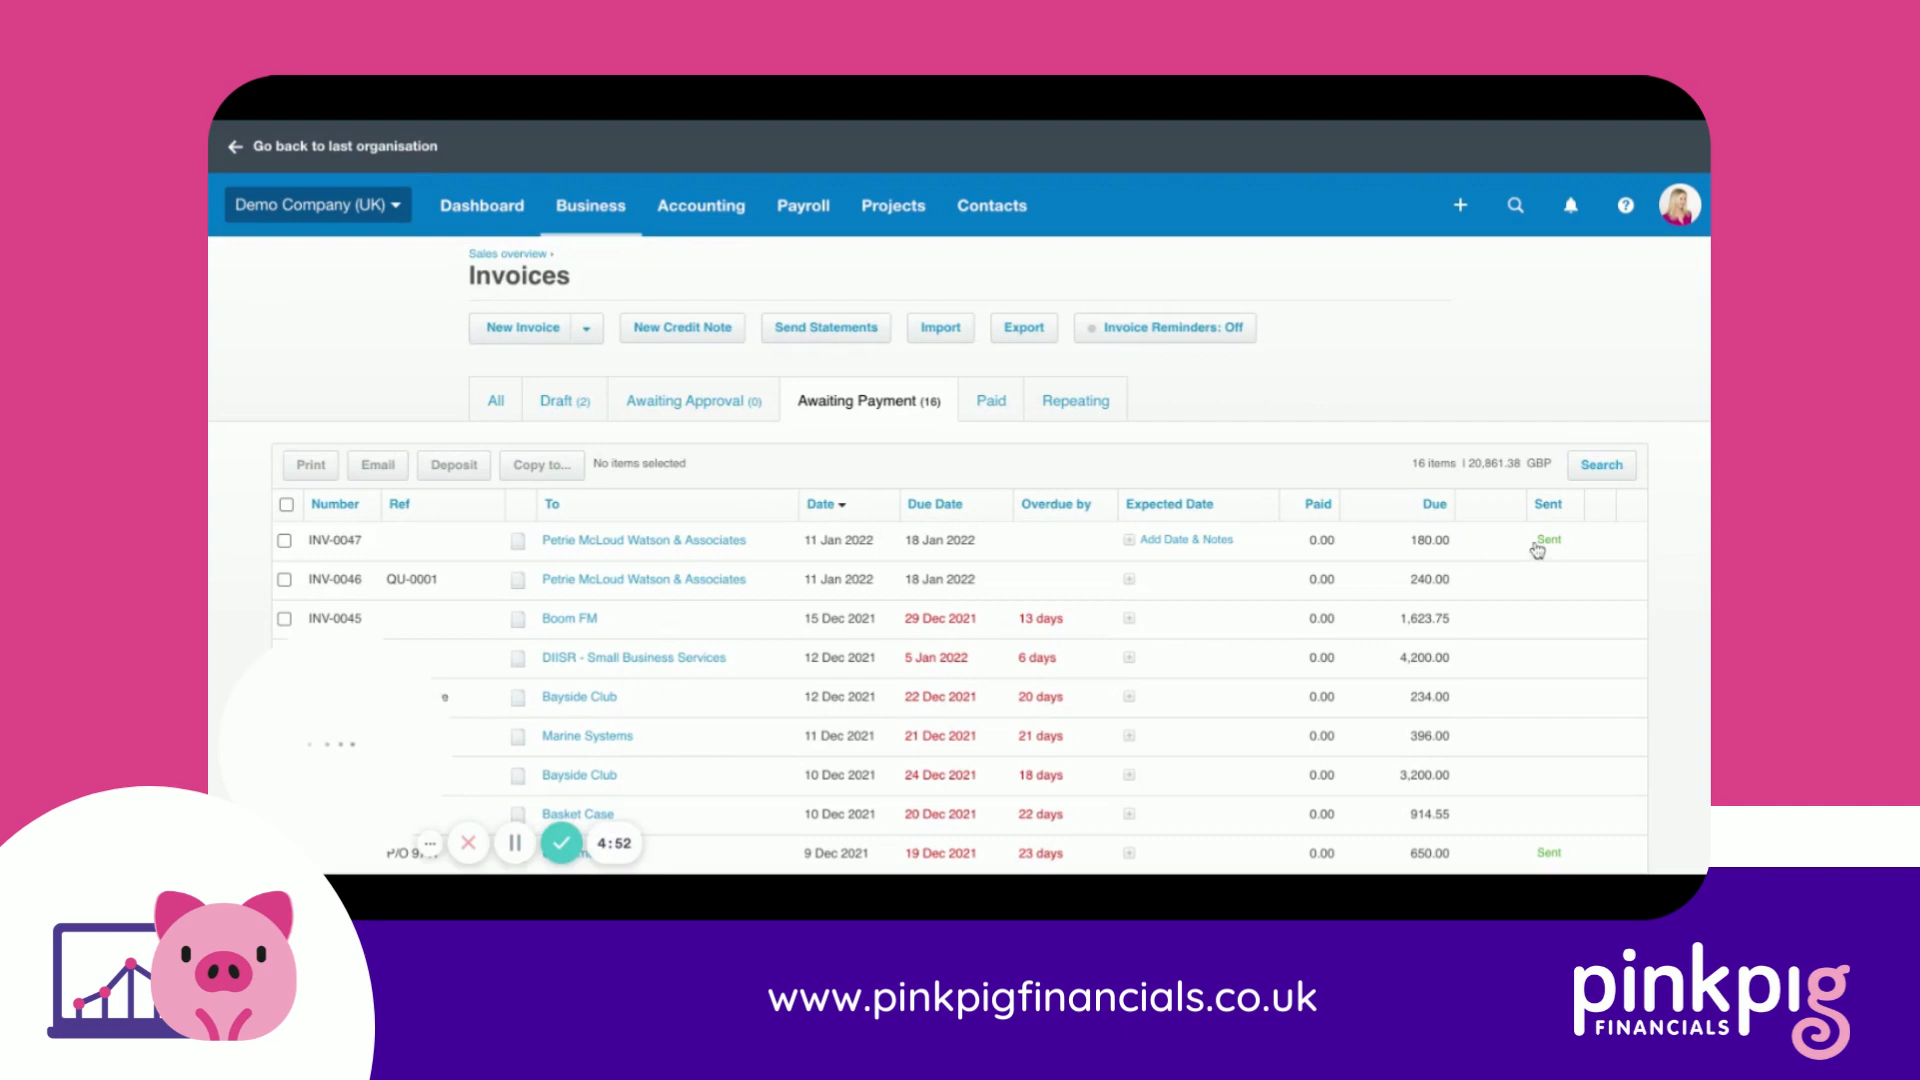 Go back to last organisation
Demo Company (UK) Dashboard Business Accounting Payroll Projects Contacts
Sales overview ›
Invoices
New Invoice New Credit Note Send Statements Import Export Invoice Reminders: Off
All Draft (2) Awaiting Approval (0) Awaiting Payment (16) Paid Repeating
Print Email Deposit Copy to... No items selected 16 items | 20,861.38 GBP Search
Number Ref To Date Due Date Overdue by Expected Date Paid Due Sent
INV-0047 Petrie McLoud Watson & Associates 11 Jan 2022 18 Jan 2022 Add Date & Notes 0.00 180.00 Sent
INV-0046 QU-0001 Petrie McLoud Watson & Associates 11 Jan 2022 18 Jan 2022 0.00 240.00
INV-0045 Boom FM 15 Dec 2021 29 Dec 2021 13 days 0.00 1,623.75
DIISR - Small Business Services 12 Dec 2021 5 Jan 2022 6 days 0.00 4,200.00
e Bayside Club 12 Dec 2021 22 Dec 2021 20 days 0.00 234.00
Marine Systems 11 Dec 2021 21 Dec 2021 21 days 0.00 396.00
Bayside Club 10 Dec 2021 24 Dec 2021 18 days 0.00 3,200.00
Basket Case 10 Dec 2021 20 Dec 2021 22 days 0.00 914.55
P/O 4:52 9 Dec 2021 19 Dec 2021 23 days 0.00 650.00 Sent
www.pinkpigfinancials.co.uk
pinkpig
FINANCIALS